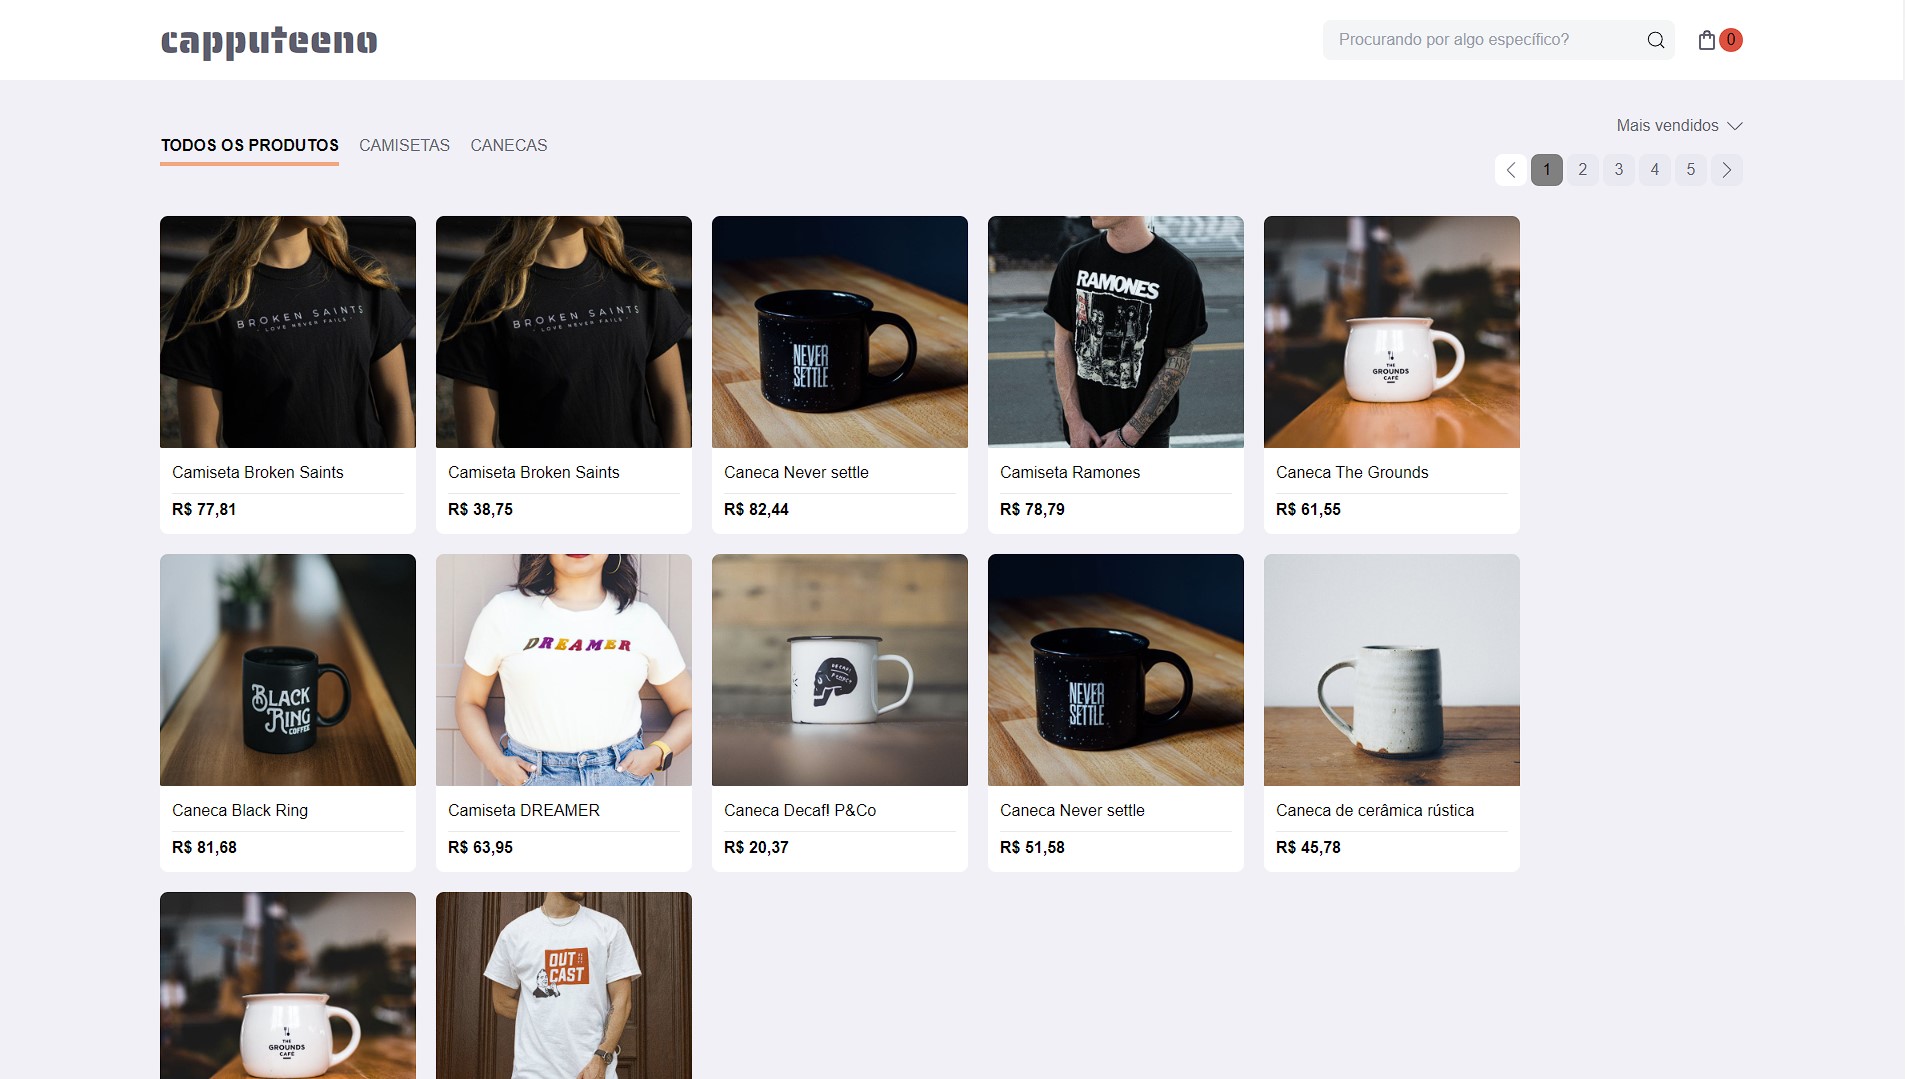 capputeeno
Procurando por algo específico?
0
Mais vendidos
TODOS OS PRODUTOS CAMISETAS CANECAS
1 2 3 4 5
BROKEN SAINTS
- LOVE NEVER FAILS -
BROKEN SAINTS
- LOVE NEVER FAILS -
NEVER
SETTLE
RAMONES
THE
GROUNDS
CAFÉ
Camiseta Broken Saints
R$ 77,81
Camiseta Broken Saints
R$ 38,75
Caneca Never settle
R$ 82,44
Camiseta Ramones
R$ 78,79
Caneca The Grounds
R$ 61,55
BLACK
RING
COFFEE
DREAMER
DECAF!
NEVER
SETTLE
Caneca Black Ring
R$ 81,68
Camiseta DREAMER
R$ 63,95
Caneca Decaf! P&Co
R$ 20,37
Caneca Never settle
R$ 51,58
Caneca de cerâmica rústica
R$ 45,78
THE
GROUNDS
CAFÉ
OUT
CAST